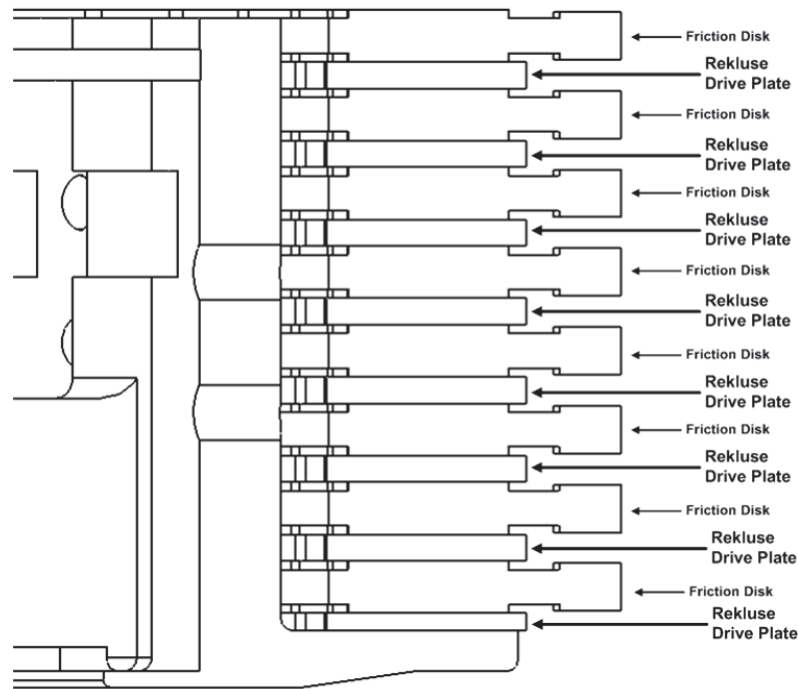 Friction Disk
Rekluse
Drive Plate
Friction Disk
Rekluse
Drive Plate
Friction Disk
Rekluse
Drive Plate
Friction Disk
Rekluse
Drive Plate
Friction Disk
Rekluse
Drive Plate
Friction Disk
Rekluse
Drive Plate
Friction Disk
Rekluse
Drive Plate
Friction Disk
Rekluse
Drive Plate